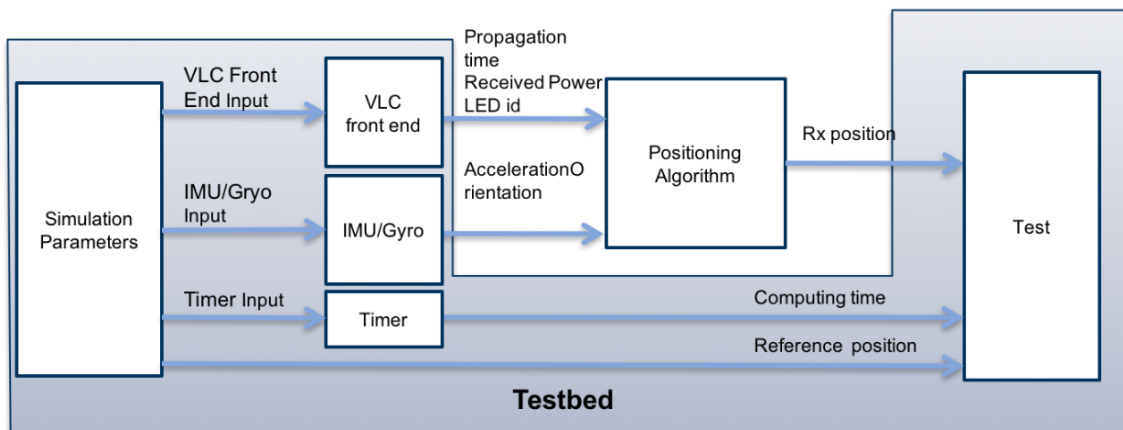 Propagation
time
Received Power
LED id
VLC Front
End Input
VLC
front end
Positioning
Algorithm
Rx position
AccelerationO
rientation
IMU/Gryo
Input
IMU/Gyro
Simulation
Parameters
Test
Timer Input
Timer
Computing time
Reference position
Testbed